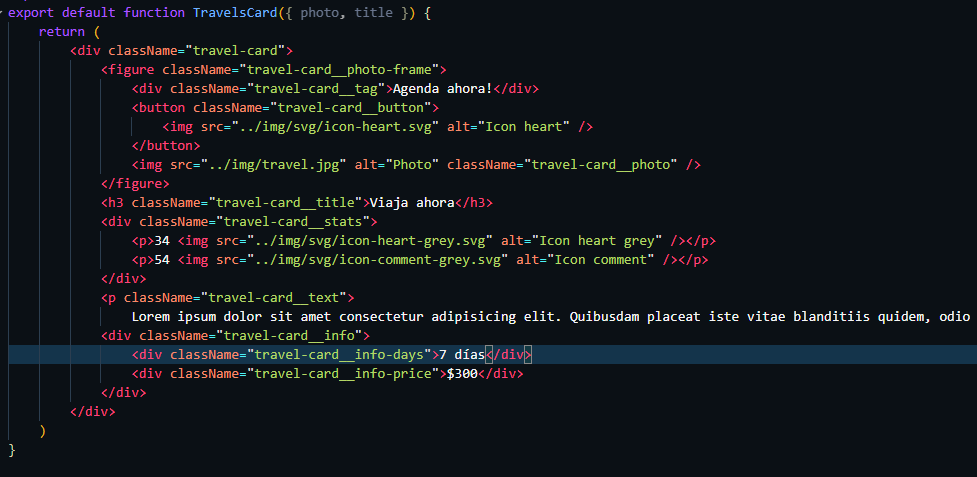 export default function TravelsCard({ photo, title }) {
return (
<div className="travel-card">
<figure className="travel-card__photo-frame">
<div className="travel-card__tag">Agenda ahora!</div>
<button className="travel-card__button">
<img src="../img/svg/icon-heart.svg" alt="Icon heart" />
</button>
<img src="../img/travel.jpg" alt="Photo" className="travel-card__photo" />
</figure>
<h3 className="travel-card__title">Viaja ahora</h3>
<div className="travel-card__stats">
<p>34 <img src="../img/svg/icon-heart-grey.svg" alt="Icon heart grey" /></p>
<p>54 <img src="../img/svg/icon-comment-grey.svg" alt="Icon comment" /></p>
</div>
<p className="travel-card__text">
Lorem ipsum dolor sit amet consectetur adipisicing elit. Quibusdam placeat iste vitae blanditiis quidem, odio
<div className="travel-card__info">
<div className="travel-card__info-days">7 días</div>
<div className="travel-card__info-price">$300</div>
</div>
</div>
)
}